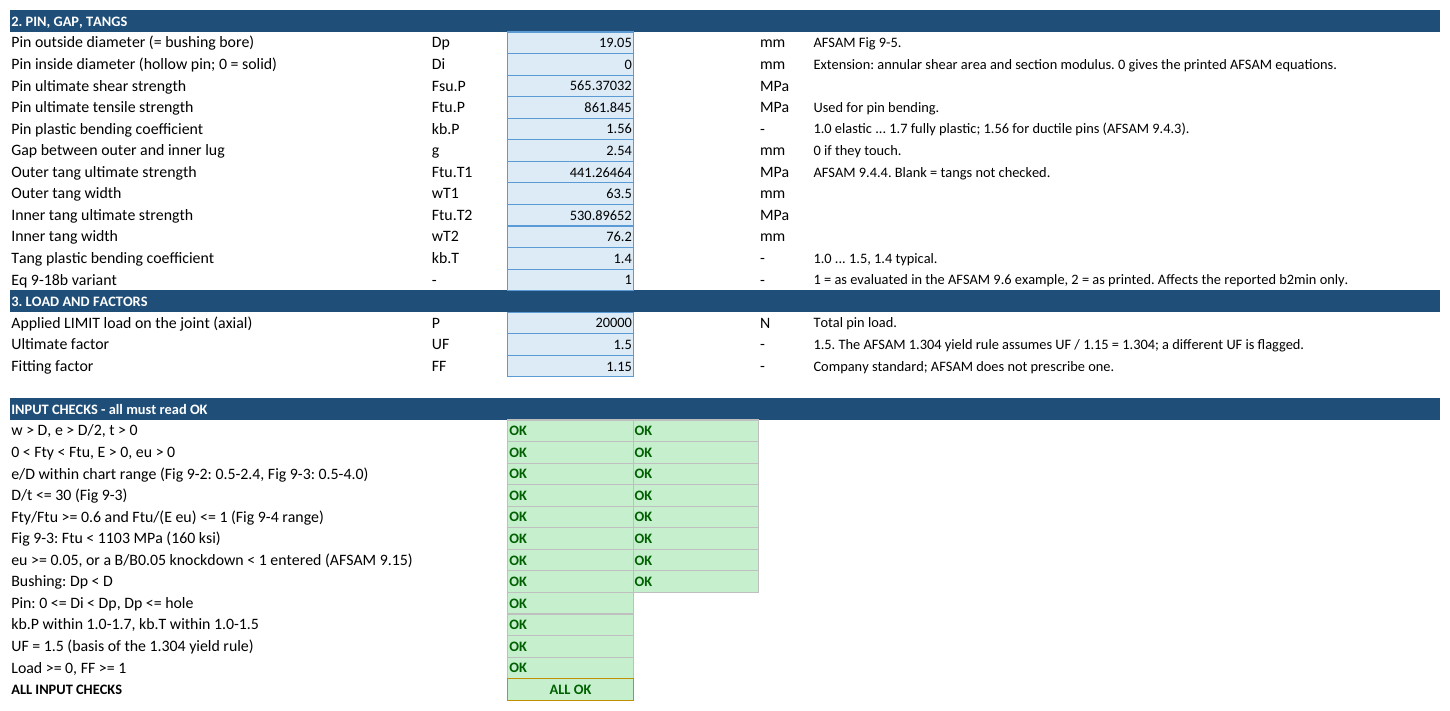 2. PIN, GAP, TANGS
Pin outside diameter (= bushing bore) Dp 19.05 mm AFSAM Fig 9-5.
Pin inside diameter (hollow pin; 0 = solid) Di 0 mm Extension: annular shear area and section modulus. 0 gives the printed AFSAM equations.
Pin ultimate shear strength Fsu.P 565.37032 MPa
Pin ultimate tensile strength Ftu.P 861.845 MPa Used for pin bending.
Pin plastic bending coefficient kb.P 1.56 - 1.0 elastic ... 1.7 fully plastic; 1.56 for ductile pins (AFSAM 9.4.3).
Gap between outer and inner lug g 2.54 mm 0 if they touch.
Outer tang ultimate strength Ftu.T1 441.26464 MPa AFSAM 9.4.4. Blank = tangs not checked.
Outer tang width wT1 63.5 mm
Inner tang ultimate strength Ftu.T2 530.89652 MPa
Inner tang width wT2 76.2 mm
Tang plastic bending coefficient kb.T 1.4 - 1.0 ... 1.5, 1.4 typical.
Eq 9-18b variant - 1 - 1 = as evaluated in the AFSAM 9.6 example, 2 = as printed. Affects the reported b2min only.
3. LOAD AND FACTORS
Applied LIMIT load on the joint (axial) P 20000 N Total pin load.
Ultimate factor UF 1.5 - 1.5. The AFSAM 1.304 yield rule assumes UF / 1.15 = 1.304; a different UF is flagged.
Fitting factor FF 1.15 - Company standard; AFSAM does not prescribe one.
INPUT CHECKS - all must read OK
w > D, e > D/2, t > 0 OK OK
0 < Fty < Ftu, E > 0, eu > 0 OK OK
e/D within chart range (Fig 9-2: 0.5-2.4, Fig 9-3: 0.5-4.0) OK OK
D/t <= 30 (Fig 9-3) OK OK
Fty/Ftu >= 0.6 and Ftu/(E eu) <= 1 (Fig 9-4 range) OK OK
Fig 9-3: Ftu < 1103 MPa (160 ksi) OK OK
eu >= 0.05, or a B/B0.05 knockdown < 1 entered (AFSAM 9.15) OK OK
Bushing: Dp < D OK OK
Pin: 0 <= Di < Dp, Dp <= hole OK
kb.P within 1.0-1.7, kb.T within 1.0-1.5 OK
UF = 1.5 (basis of the 1.304 yield rule) OK
Load >= 0, FF >= 1 OK
ALL INPUT CHECKS ALL OK